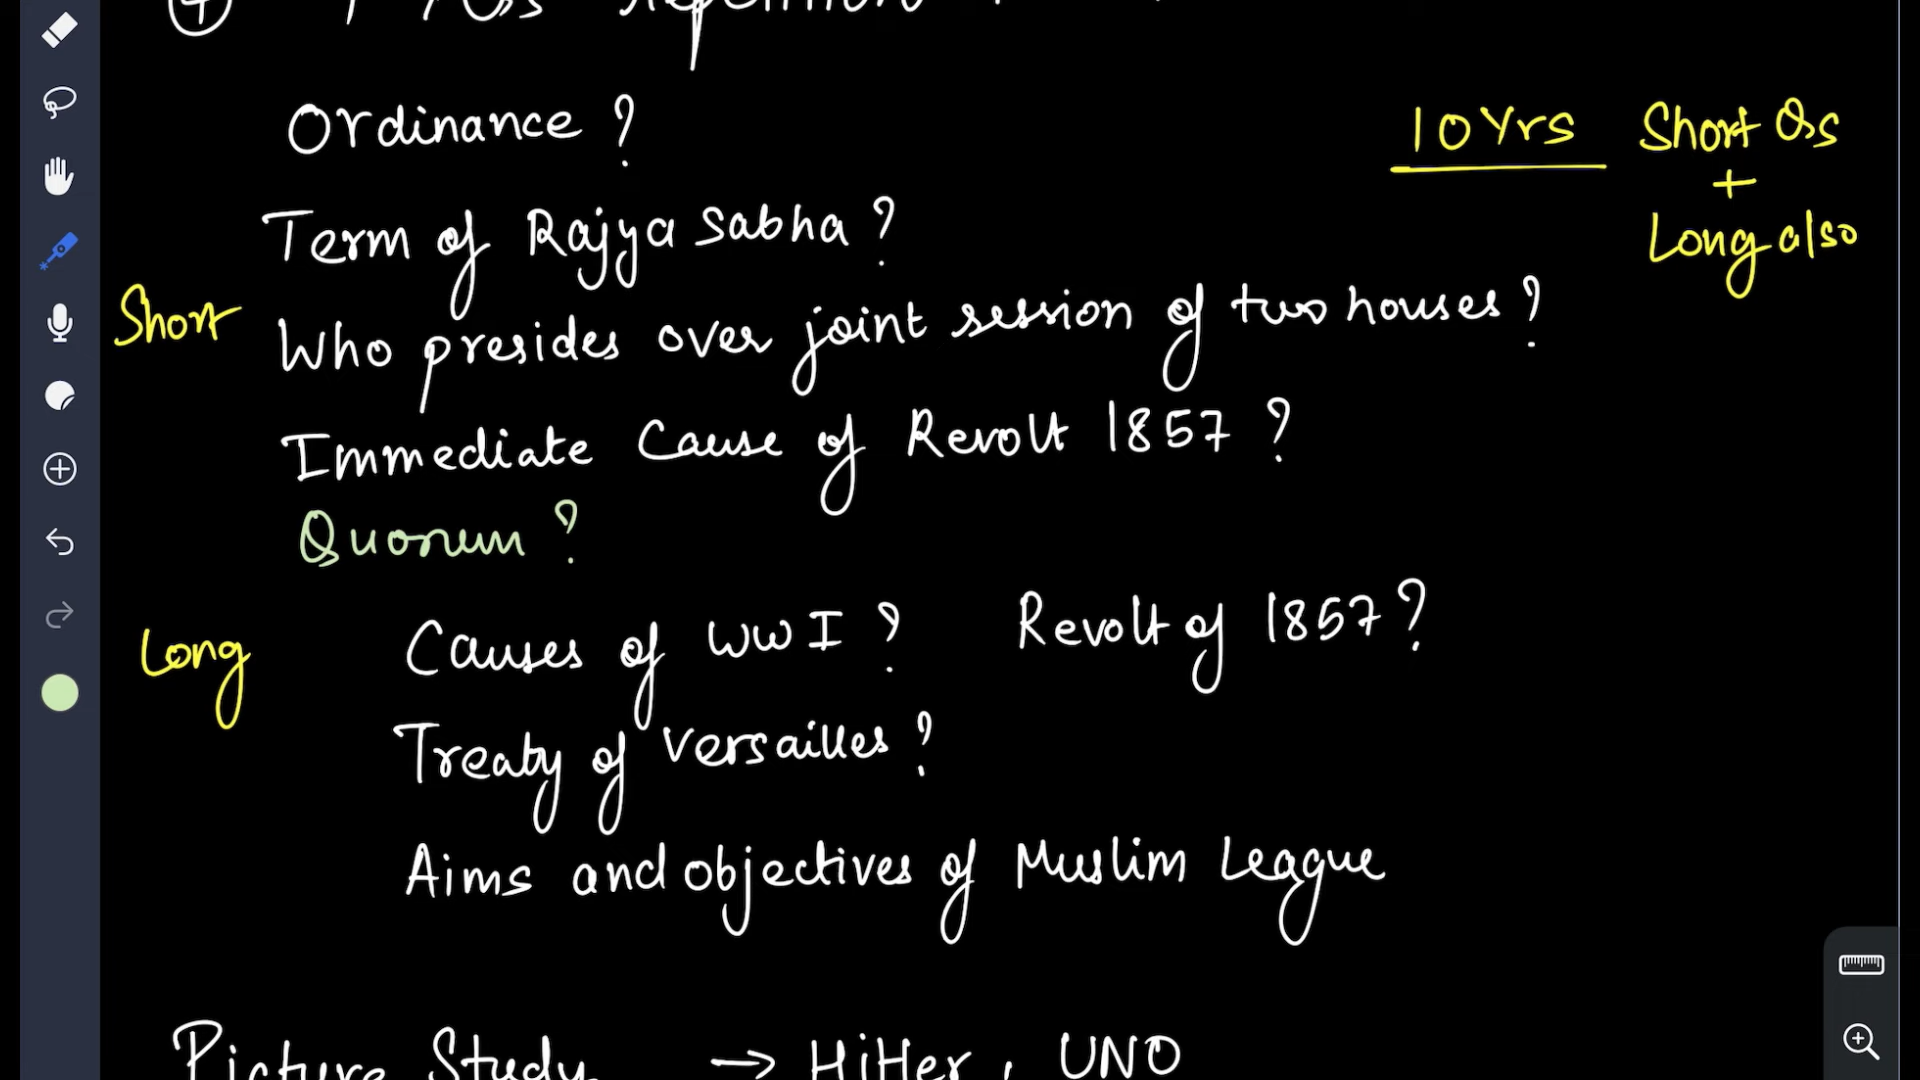 Qs repetition
Ordinance ?
10 Yrs Short Qs
+
Long also
Term of Rajya Sabha ?
Short
Who presides over joint session of two houses ?
Immediate Cause of Revolt 1857 ?
Quorum ?
Long
Causes of WW I ? Revolt of 1857 ?
Treaty of Versailles ?
Aims and objectives of Muslim League
Picture Study → Hitler, UNO